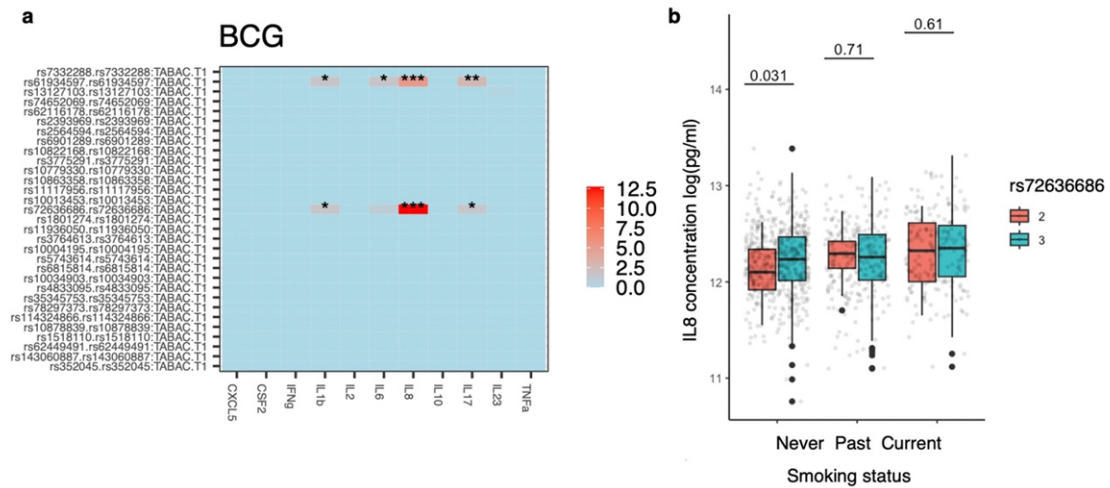 a
BCG
rs7332288.rs7332288:TABAC.T1
rs61934597.rs61934597:TABAC.T1
rs13127103.rs13127103:TABAC.T1
rs74652069.rs74652069:TABAC.T1
rs62116178.rs62116178:TABAC.T1
rs2393969.rs2393969:TABAC.T1
rs2564594.rs2564594:TABAC.T1
rs6901289.rs6901289:TABAC.T1
rs10822168.rs10822168:TABAC.T1
rs3775291.rs3775291:TABAC.T1
rs10779330.rs10779330:TABAC.T1
rs10863358.rs10863358:TABAC.T1
rs11117956.rs11117956:TABAC.T1
rs10013453.rs10013453:TABAC.T1
rs72636686.rs72636686:TABAC.T1
rs1801274.rs1801274:TABAC.T1
rs11936050.rs11936050:TABAC.T1
rs3764613.rs3764613:TABAC.T1
rs10004195.rs10004195:TABAC.T1
rs5743614.rs5743614:TABAC.T1
rs6815814.rs6815814:TABAC.T1
rs10034903.rs10034903:TABAC.T1
rs4833095.rs4833095:TABAC.T1
rs35345753.rs35345753:TABAC.T1
rs78297373.rs78297373:TABAC.T1
rs114324866.rs114324866:TABAC.T1
rs10878839.rs10878839:TABAC.T1
rs1518110.rs1518110:TABAC.T1
rs62449491.rs62449491:TABAC.T1
rs143060887.rs143060887:TABAC.T1
rs352045.rs352045:TABAC.T1
* * *** **
* *** *
CXCL5
CSF2
IFNg
IL1b
IL2
IL6
IL8
IL10
IL17
IL23
TNFa
12.5
10.0
7.5
5.0
2.5
0.0
b
0.031
0.71
0.61
IL8 concentration log(pg/ml)
14
13
12
11
Never Past Current
Smoking status
rs72636686
2
3